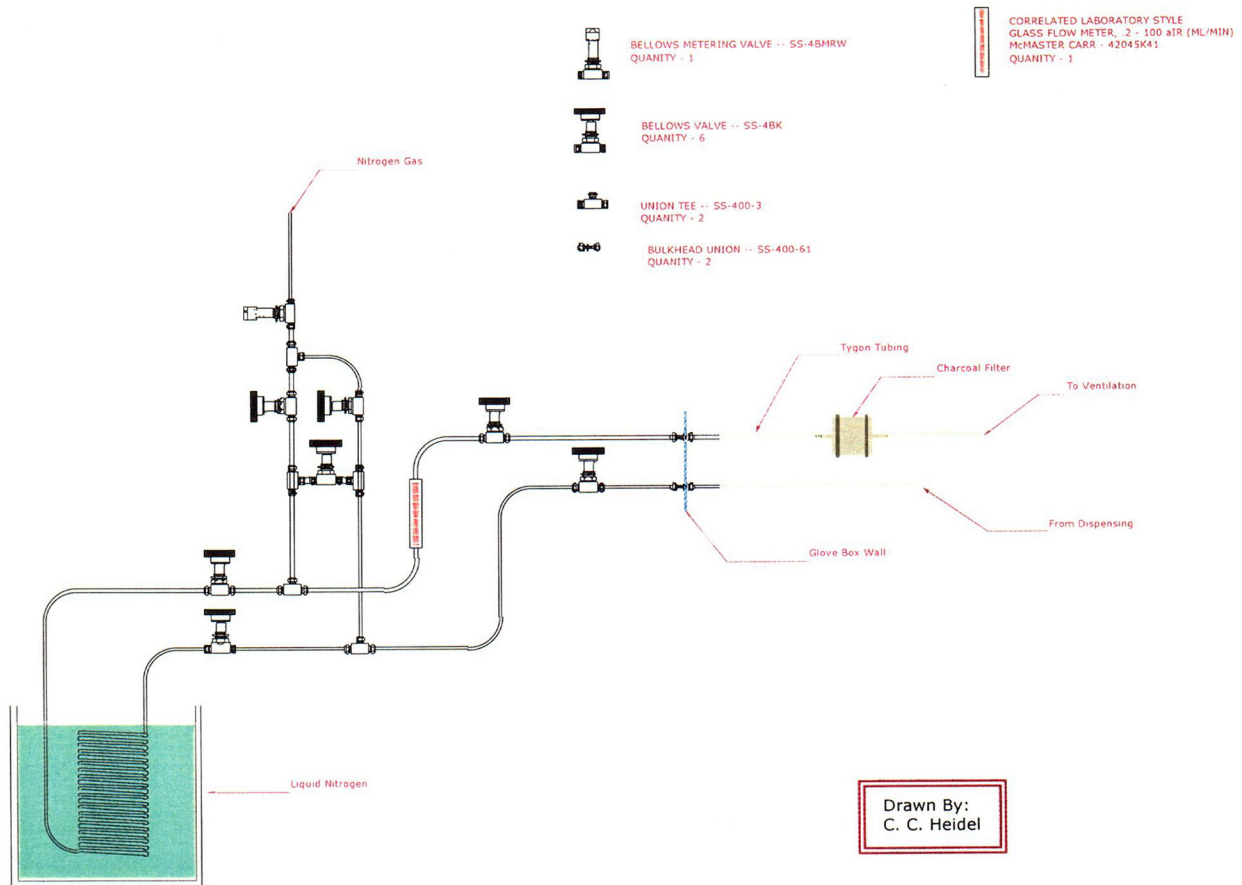 BELLOWS METERING VALVE -- SS-4BMRW
QUANITY - 1
CORRELATED LABORATORY STYLE
GLASS FLOW METER, .2 - 100 aIR (ML/MIN)
McMASTER CARR - 42045K41
QUANITY - 1
BELLOWS VALVE -- SS-4BK
QUANITY - 6
Nitrogen Gas
UNION TEE -- SS-400-3
QUANITY - 2
BULKHEAD UNION -- SS-400-61
QUANITY - 2
Tygon Tubing
Charcoal Filter
To Ventilation
From Dispensing
Glove Box Wall
Liquid Nitrogen
Drawn By:
C. C. Heidel